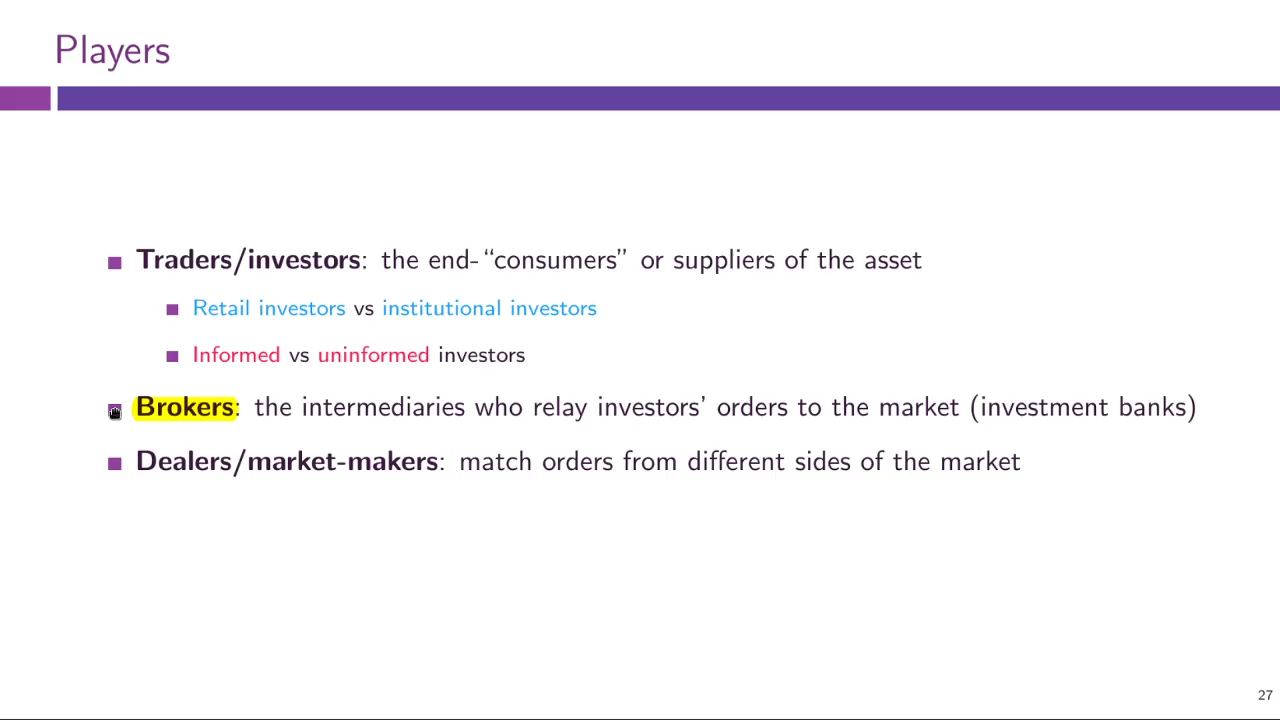 Players
Traders/investors: the end-“consumers” or suppliers of the asset
Retail investors vs institutional investors
Informed vs uninformed investors
Brokers: the intermediaries who relay investors’ orders to the market (investment banks)
Dealers/market-makers: match orders from different sides of the market
27